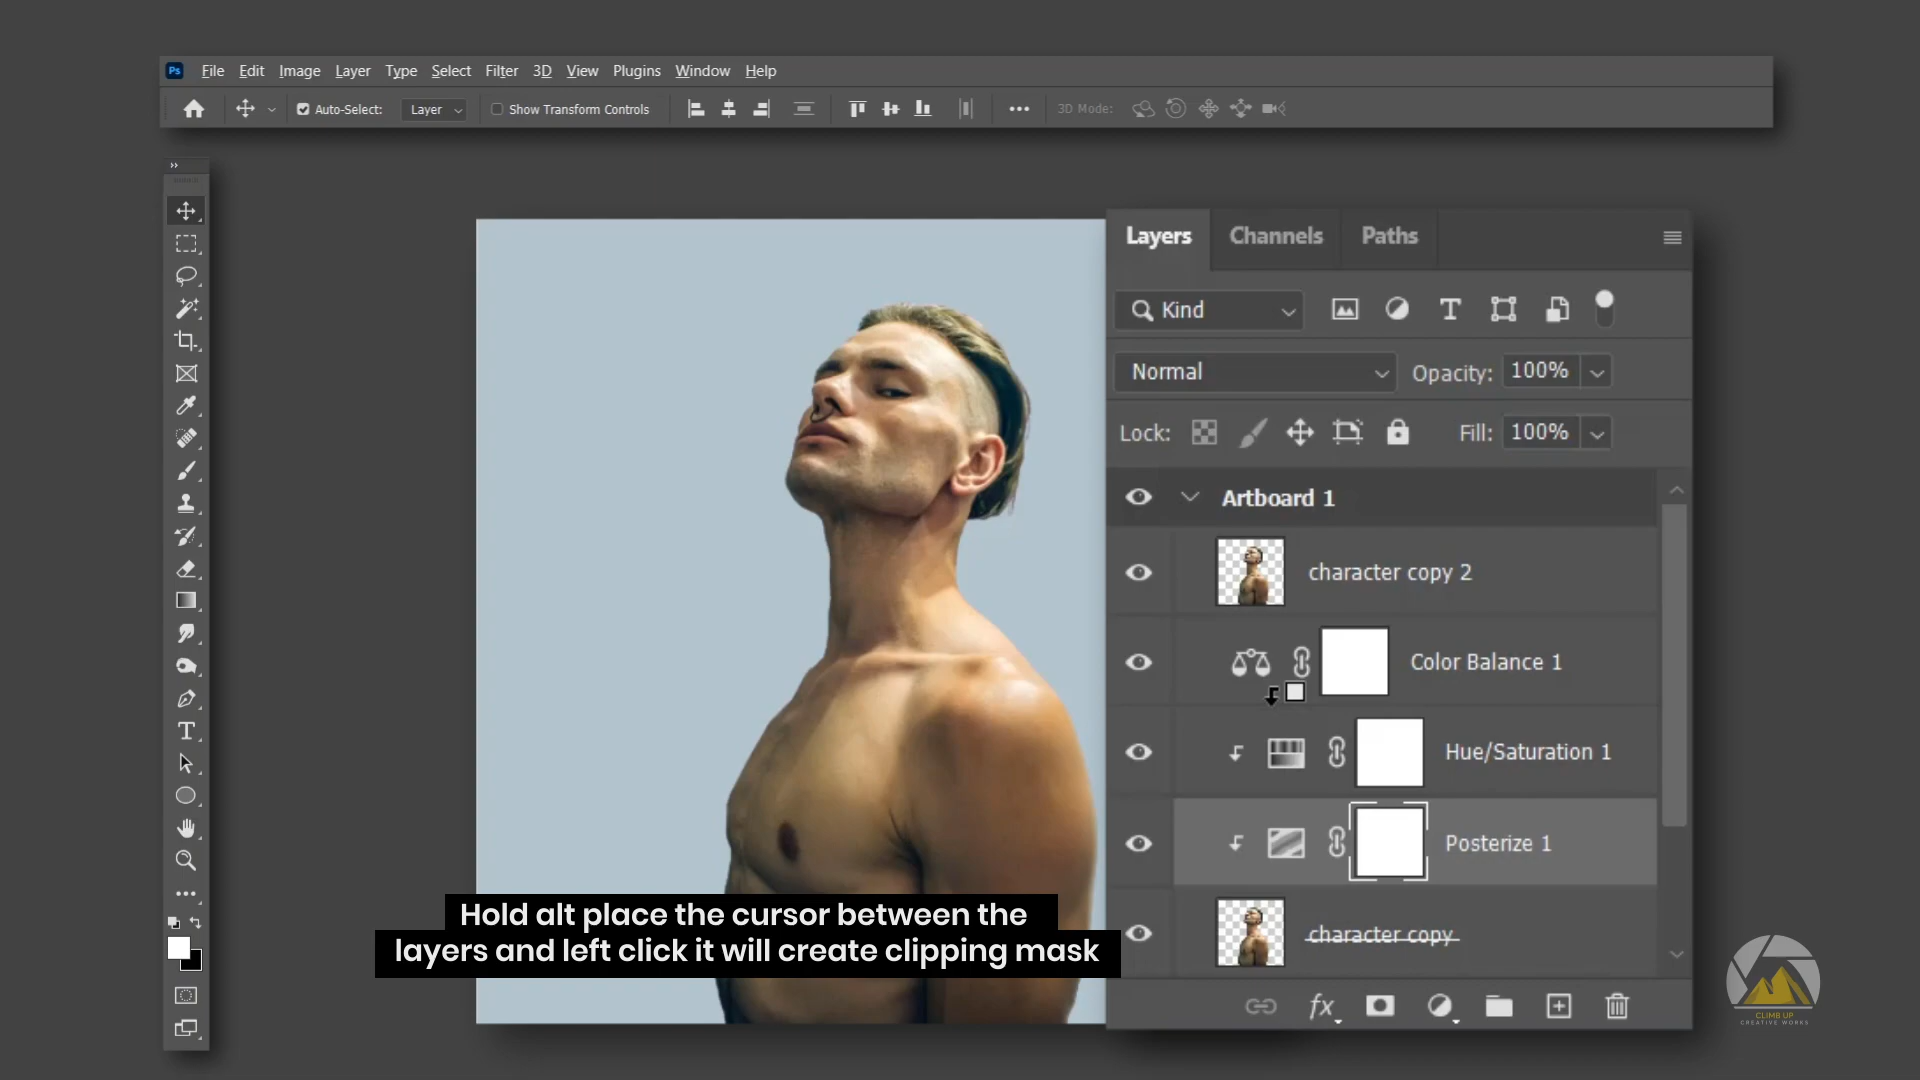 Ps File Edit Image Layer Type Select Filter 3D View Plugins Window Help
Auto-Select: Layer Show Transform Controls 3D Mode:
Layers Channels Paths
Kind
Normal Opacity: 100%
Lock: Fill: 100%
Artboard 1
character copy 2
Color Balance 1
Hue/Saturation 1
Posterize 1
character copy
fx
Hold alt place the cursor between the
layers and left click it will create clipping mask
CLIMB UP
CREATIVE WORKS